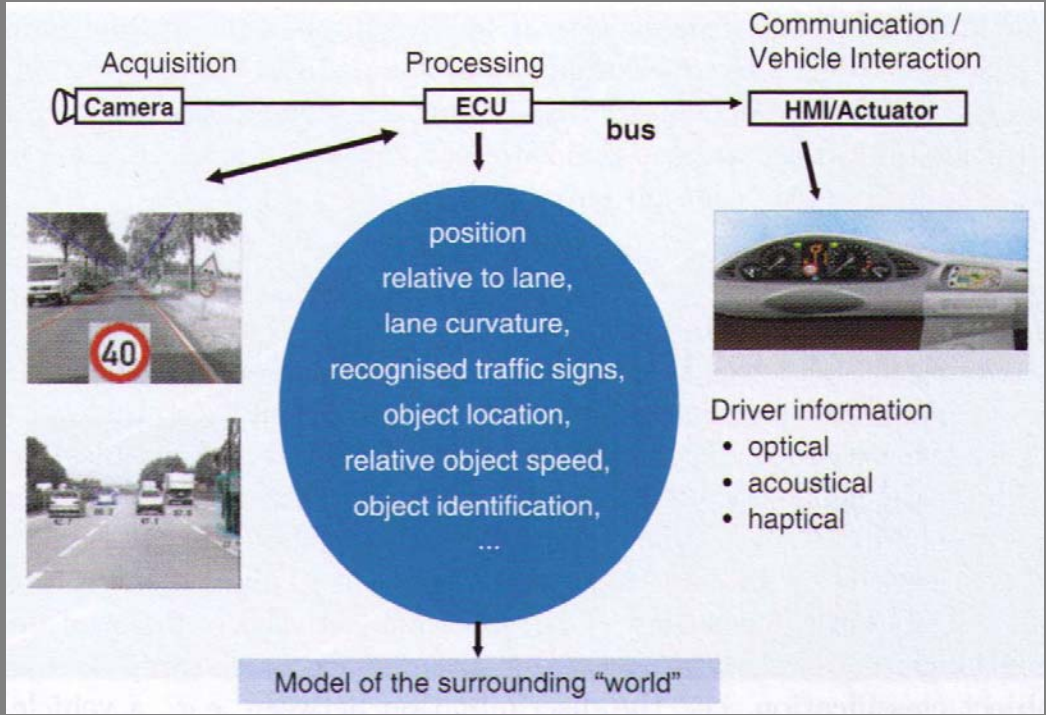 Acquisition
Processing
Communication /
Vehicle Interaction
Camera
ECU
bus
HMI/Actuator
40
position
relative to lane,
lane curvature,
recognised traffic signs,
object location,
relative object speed,
object identification,
...
Driver information
• optical
• acoustical
• haptical
Model of the surrounding “world”